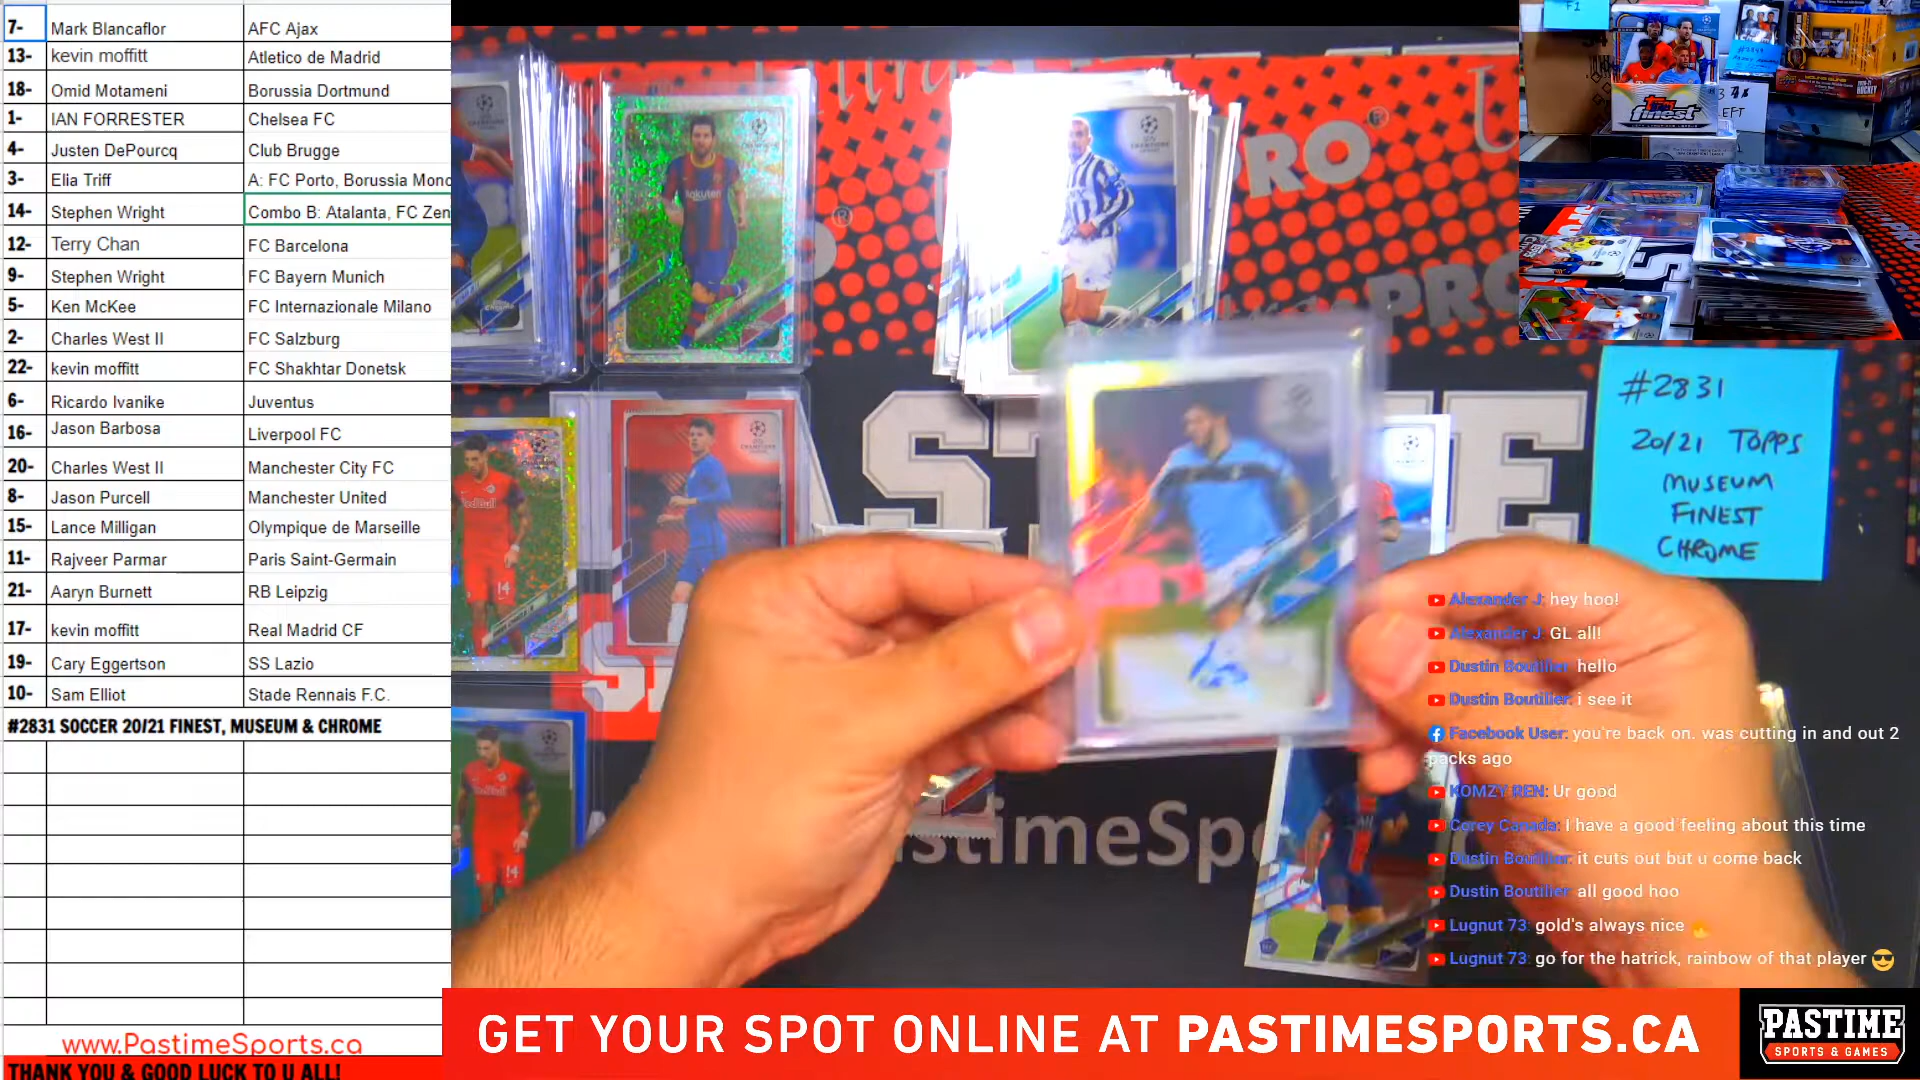 7- Mark Blancaflor AFC Ajax
13- kevin moffitt Atletico de Madrid
18- Omid Motameni Borussia Dortmund
1- IAN FORRESTER Chelsea FC
4- Justen DePourcq Club Brugge
3- Elia Triff A: FC Porto, Borussia Monc
14- Stephen Wright Combo B: Atalanta, FC Zen
12- Terry Chan FC Barcelona
9- Stephen Wright FC Bayern Munich
5- Ken McKee FC Internazionale Milano
2- Charles West II FC Salzburg
22- kevin moffitt FC Shakhtar Donetsk
6- Ricardo Ivanike Juventus
16- Jason Barbosa Liverpool FC
20- Charles West II Manchester City FC
8- Jason Purcell Manchester United
15- Lance Milligan Olympique de Marseille
11- Rajveer Parmar Paris Saint-Germain
21- Aaryn Burnett RB Leipzig
17- kevin moffitt Real Madrid CF
19- Cary Eggertson SS Lazio
10- Sam Elliot Stade Rennais F.C.
#2831 SOCCER 20/21 FINEST, MUSEUM & CHROME
www.PastimeSports.ca
THANK YOU & GOOD LUCK TO U ALL!
F1
finest
EFT
PRO
PRO
Rakuten
#2831
20/21 TOPPS
MUSEUM
FINEST
CHROME
Alexander J: hey hoo!
Alexander J: GL all!
Dustin Boutilier: hello
Dustin Boutilier: i see it
Facebook User: you're back on. was cutting in and out 2
packs ago
KOMZY REN: Ur good
Corey Canada: I have a good feeling about this time
Dustin Boutilier: it cuts out but u come back
Dustin Boutilier: all good hoo
Lugnut 73: gold's always nice
Lugnut 73: go for the hatrick, rainbow of that player
GET YOUR SPOT ONLINE AT PASTIMESPORTS.CA
PASTIME
SPORTS & GAMES